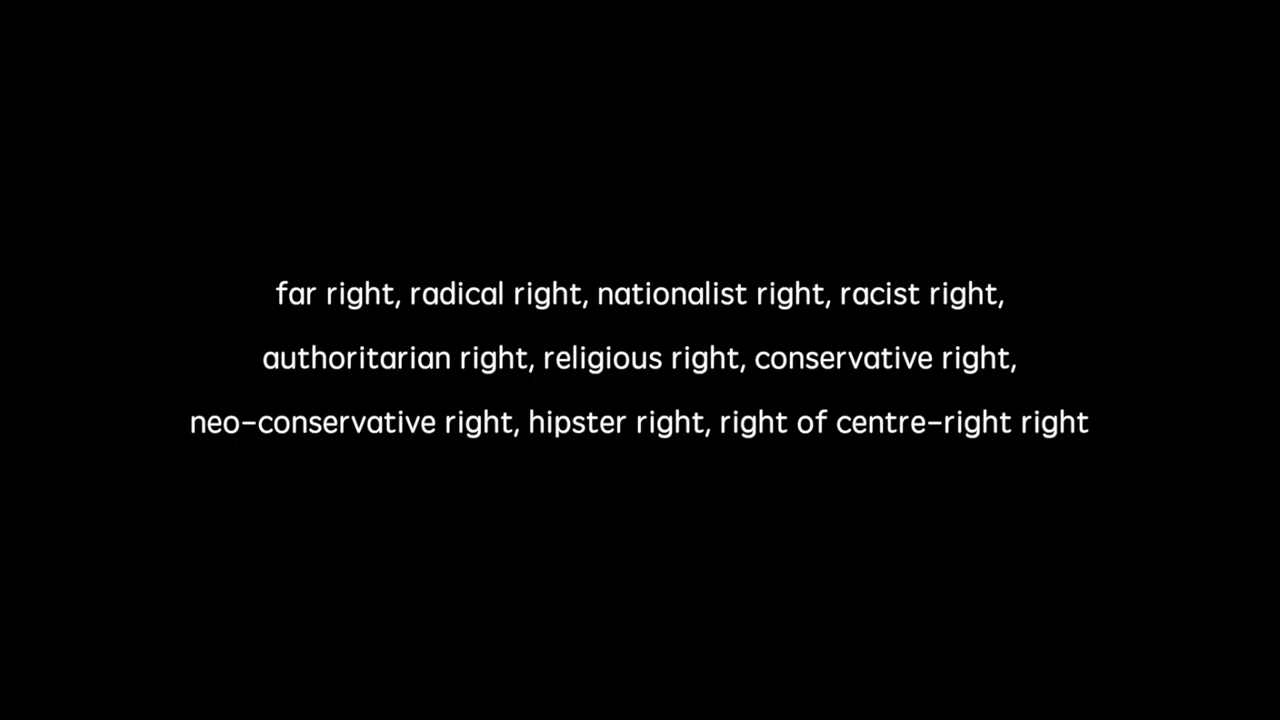 far right, radical right, nationalist right, racist right,
authoritarian right, religious right, conservative right,
neo-conservative right, hipster right, right of centre-right right